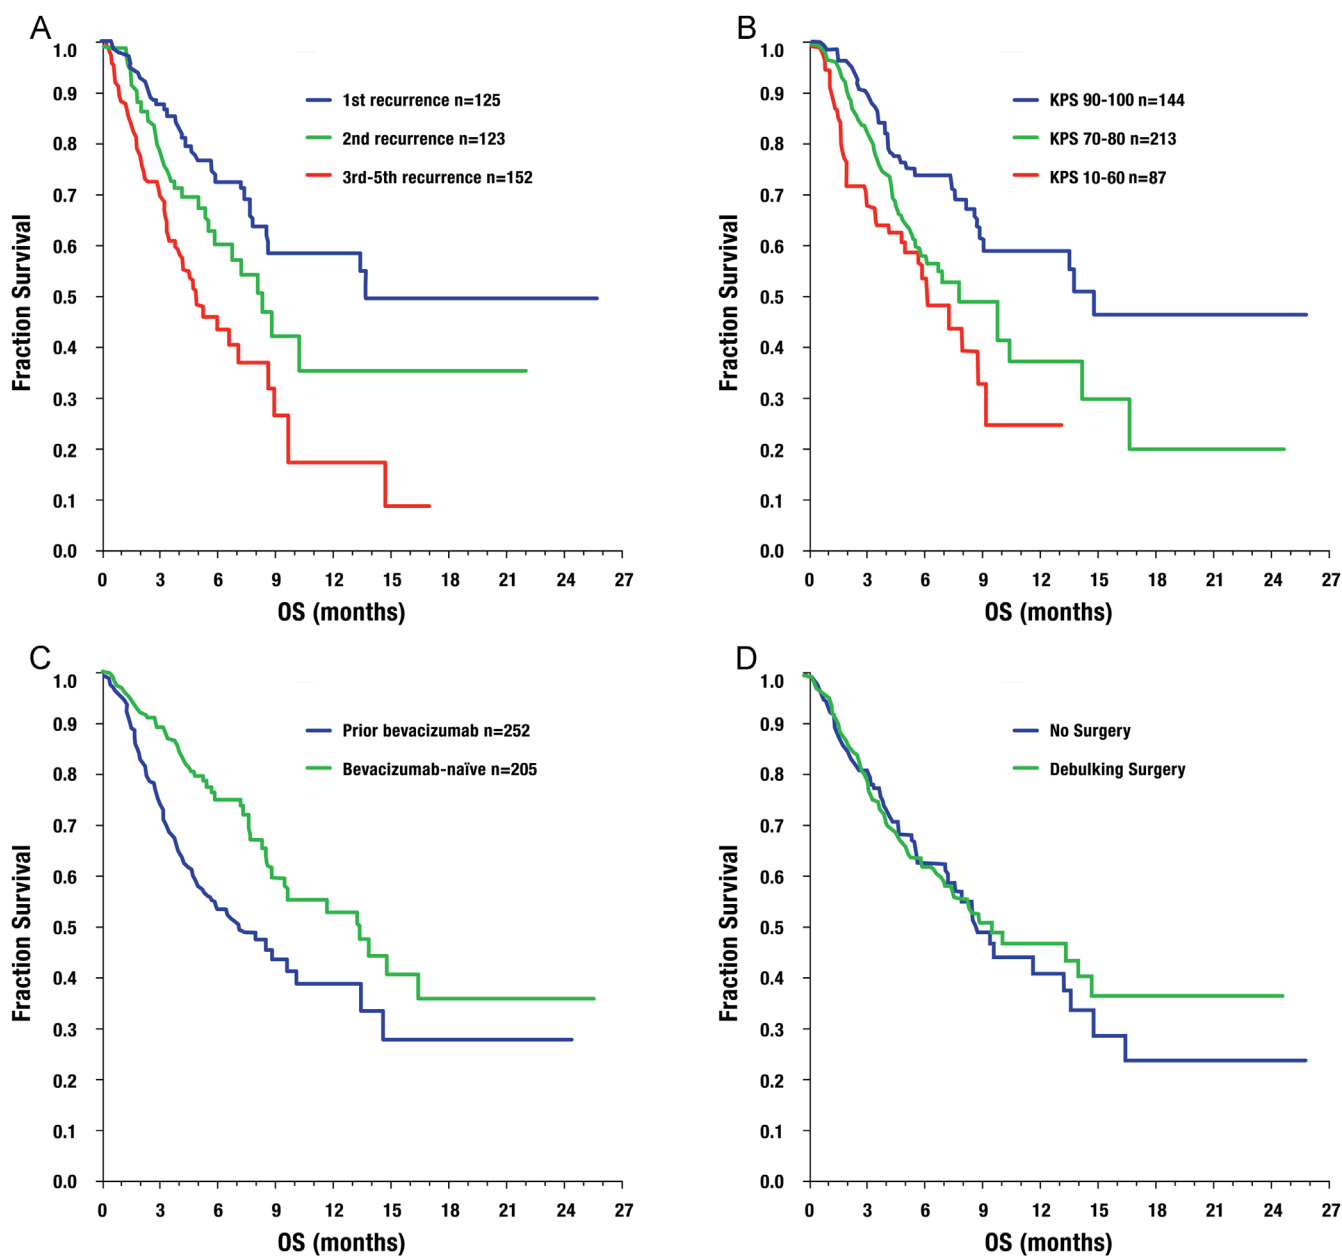 A
Fraction Survival
1.0
0.9
0.8
0.7
0.6
0.5
0.4
0.3
0.2
0.1
0.0
1st recurrence n=125
2nd recurrence n=123
3rd-5th recurrence n=152
0 3 6 9 12 15 18 21 24 27
OS (months)
B
Fraction Survival
1.0
0.9
0.8
0.7
0.6
0.5
0.4
0.3
0.2
0.1
0.0
KPS 90-100 n=144
KPS 70-80 n=213
KPS 10-60 n=87
0 3 6 9 12 15 18 21 24 27
OS (months)
C
Fraction Survival
1.0
0.9
0.8
0.7
0.6
0.5
0.4
0.3
0.2
0.1
0.0
Prior bevacizumab n=252
Bevacizumab-naïve n=205
0 3 6 9 12 15 18 21 24 27
OS (months)
D
Fraction Survival
1.0
0.9
0.8
0.7
0.6
0.5
0.4
0.3
0.2
0.1
0.0
No Surgery
Debulking Surgery
0 3 6 9 12 15 18 21 24 27
OS (months)